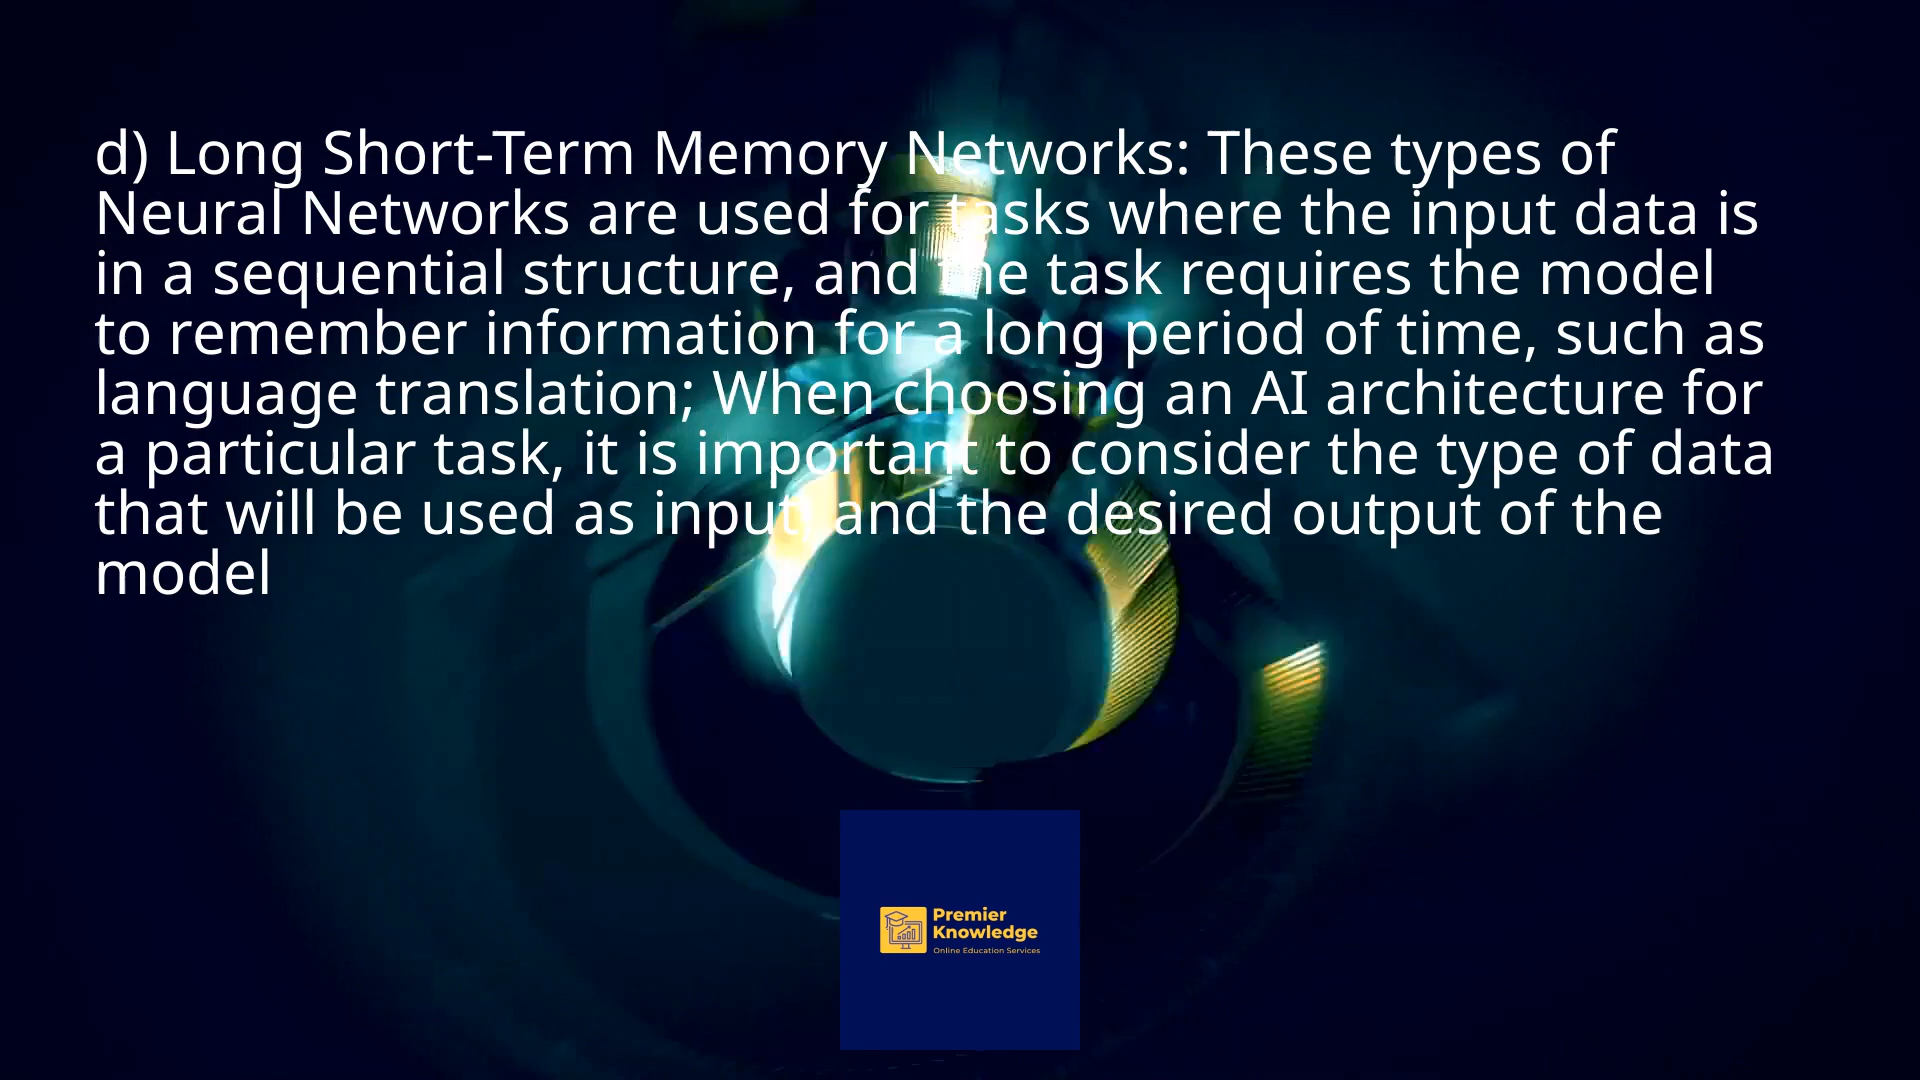 d) Long Short-Term Memory Networks: These types of
Neural Networks are used for tasks where the input data is
in a sequential structure, and the task requires the model
to remember information for a long period of time, such as
language translation; When choosing an AI architecture for
a particular task, it is important to consider the type of data
that will be used as input, and the desired output of the
model
Premier
Knowledge
Online Education Services